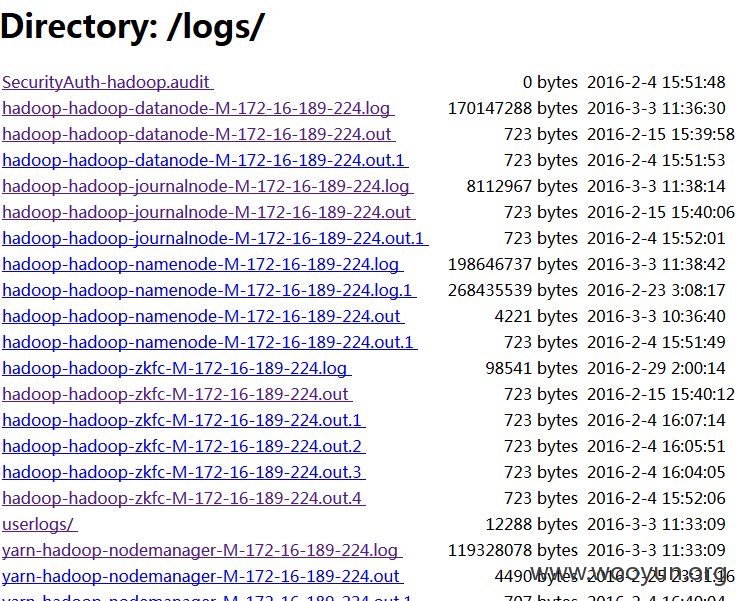 Directory: /logs/
SecurityAuth-hadoop.audit 0 bytes 2016-2-4 15:51:48
hadoop-hadoop-datanode-M-172-16-189-224.log 170147288 bytes 2016-3-3 11:36:30
hadoop-hadoop-datanode-M-172-16-189-224.out 723 bytes 2016-2-15 15:39:58
hadoop-hadoop-datanode-M-172-16-189-224.out.1 723 bytes 2016-2-4 15:51:53
hadoop-hadoop-journalnode-M-172-16-189-224.log 8112967 bytes 2016-3-3 11:38:14
hadoop-hadoop-journalnode-M-172-16-189-224.out 723 bytes 2016-2-15 15:40:06
hadoop-hadoop-journalnode-M-172-16-189-224.out.1 723 bytes 2016-2-4 15:52:01
hadoop-hadoop-namenode-M-172-16-189-224.log 198646737 bytes 2016-3-3 11:38:42
hadoop-hadoop-namenode-M-172-16-189-224.log.1 268435539 bytes 2016-2-23 3:08:17
hadoop-hadoop-namenode-M-172-16-189-224.out 4221 bytes 2016-3-3 10:36:40
hadoop-hadoop-namenode-M-172-16-189-224.out.1 723 bytes 2016-2-4 15:51:49
hadoop-hadoop-zkfc-M-172-16-189-224.log 98541 bytes 2016-2-29 2:00:14
hadoop-hadoop-zkfc-M-172-16-189-224.out 723 bytes 2016-2-15 15:40:12
hadoop-hadoop-zkfc-M-172-16-189-224.out.1 723 bytes 2016-2-4 16:07:14
hadoop-hadoop-zkfc-M-172-16-189-224.out.2 723 bytes 2016-2-4 16:05:51
hadoop-hadoop-zkfc-M-172-16-189-224.out.3 723 bytes 2016-2-4 16:04:05
hadoop-hadoop-zkfc-M-172-16-189-224.out.4 723 bytes 2016-2-4 15:52:06
userlogs/ 12288 bytes 2016-3-3 11:33:09
yarn-hadoop-nodemanager-M-172-16-189-224.log 119328078 bytes 2016-3-3 11:33:09
yarn-hadoop-nodemanager-M-172-16-189-224.out 4490 bytes 2016-2-25 23:31:16
www.wooyun.org